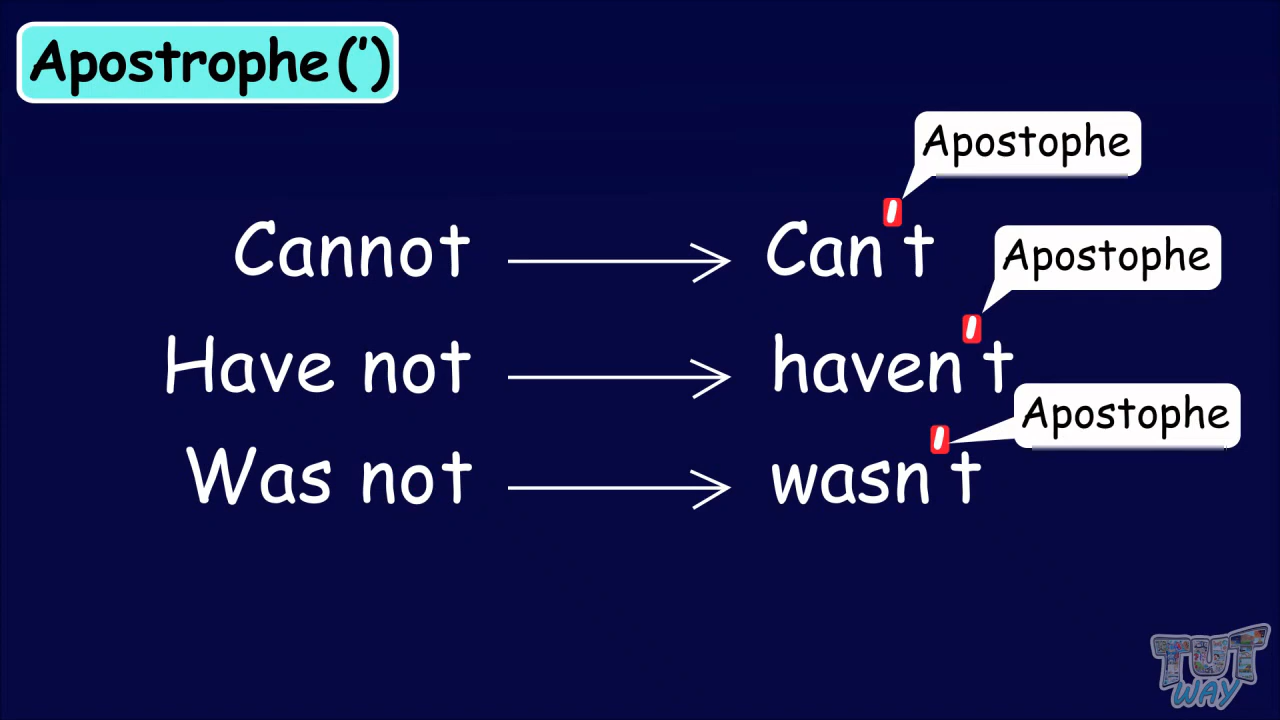 Apostrophe (')
Apostophe
Cannot Can't
Apostophe
Have not haven't
Apostophe
Was not wasn't
TUT
WAY